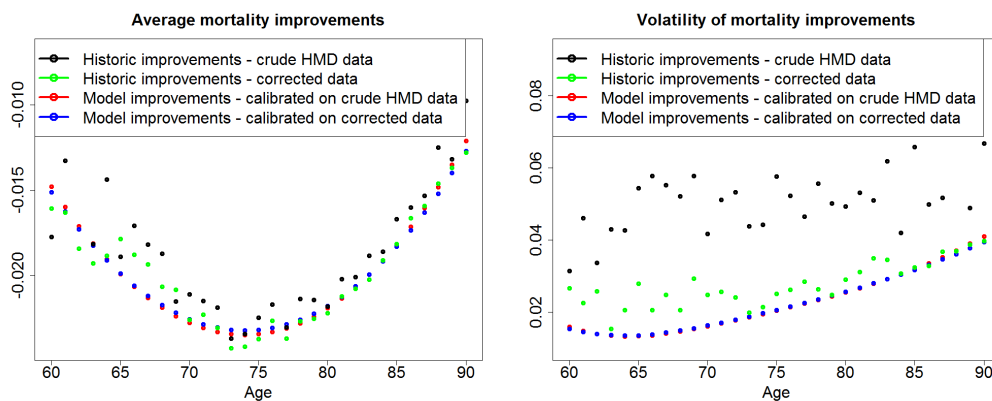 Average mortality improvements
Historic improvements - crude HMD data
Historic improvements - corrected data
Model improvements - calibrated on crude HMD data
Model improvements - calibrated on corrected data
-0.010
-0.015
-0.020
60 65 70 75 80 85 90
Age
Volatility of mortality improvements
Historic improvements - crude HMD data
Historic improvements - corrected data
Model improvements - calibrated on crude HMD data
Model improvements - calibrated on corrected data
0.08
0.06
0.04
0.02
60 65 70 75 80 85 90
Age